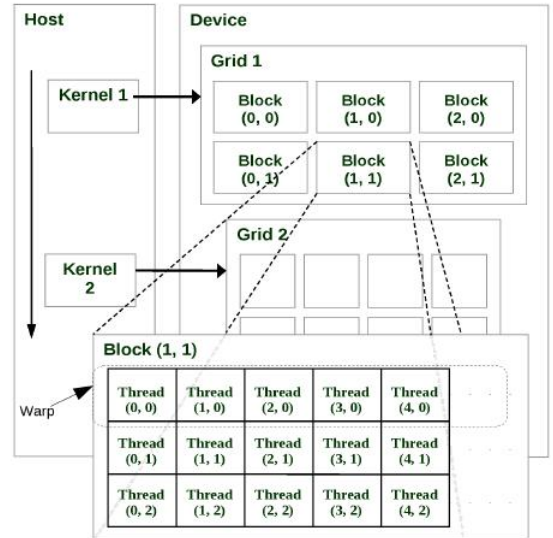 Host
Device
Grid 1
Kernel 1
Block
(0, 0)
Block
(1, 0)
Block
(2, 0)
Block
(0, 1)
Block
(1, 1)
Block
(2, 1)
Grid 2
Kernel
2
Block (1, 1)
Warp
Thread
(0, 0)
Thread
(1, 0)
Thread
(2, 0)
Thread
(3, 0)
Thread
(4, 0)
. . .
Thread
(0, 1)
Thread
(1, 1)
Thread
(2, 1)
Thread
(3, 1)
Thread
(4, 1)
. . .
Thread
(0, 2)
Thread
(1, 2)
Thread
(2, 2)
Thread
(3, 2)
Thread
(4, 2)
. . .